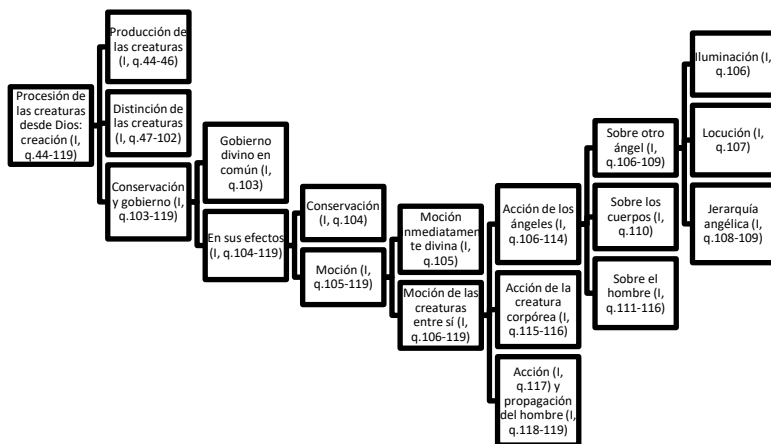 Procesión de
las creaturas
desde Dios:
creación (I,
q.44-119)
Producción de
las creaturas
(I, q.44-46)
Distinción de
las creaturas
(I, q.47-102)
Conservación
y gobierno (I,
q.103-119)
Gobierno
divino en
común (I,
q.103)
En sus efectos
(I, q.104-119)
Conservación
(I, q.104)
Moción (I,
q.105-119)
Moción
nmediatamen
te divina (I,
q.105)
Moción de las
creaturas
entre sí (I,
q.106-119)
Acción de los
ángeles (I,
q.106-114)
Acción de la
creatura
corpórea (I,
q.115-116)
Acción (I,
q.117) y
propagación
del hombre (I,
q.118-119)
Sobre otro
ángel (I,
q.106-109)
Sobre los
cuerpos (I,
q.110)
Sobre el
hombre (I,
q.111-116)
Iluminación (I,
q.106)
Locución (I,
q.107)
Jerarquía
angélica (I,
q.108-109)